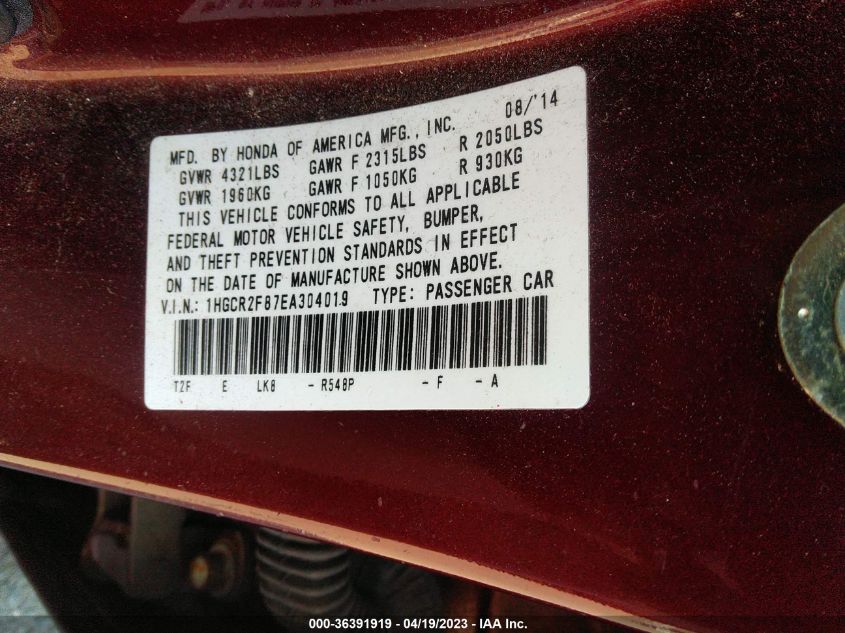 MFD. BY HONDA OF AMERICA MFG., INC. 08/'14
GVWR 4321LBS GAWR F 2315LBS R 2050LBS
GVWR 1960KG GAWR F 1050KG R 930KG
THIS VEHICLE CONFORMS TO ALL APPLICABLE
FEDERAL MOTOR VEHICLE SAFETY, BUMPER,
AND THEFT PREVENTION STANDARDS IN EFFECT
ON THE DATE OF MANUFACTURE SHOWN ABOVE.
V.I.N.: 1HGCR2F87EA304019 TYPE: PASSENGER CAR
T2F E LK8 - R548P - F - A
000-36391919 / 04/19/2023 - IAA Inc.